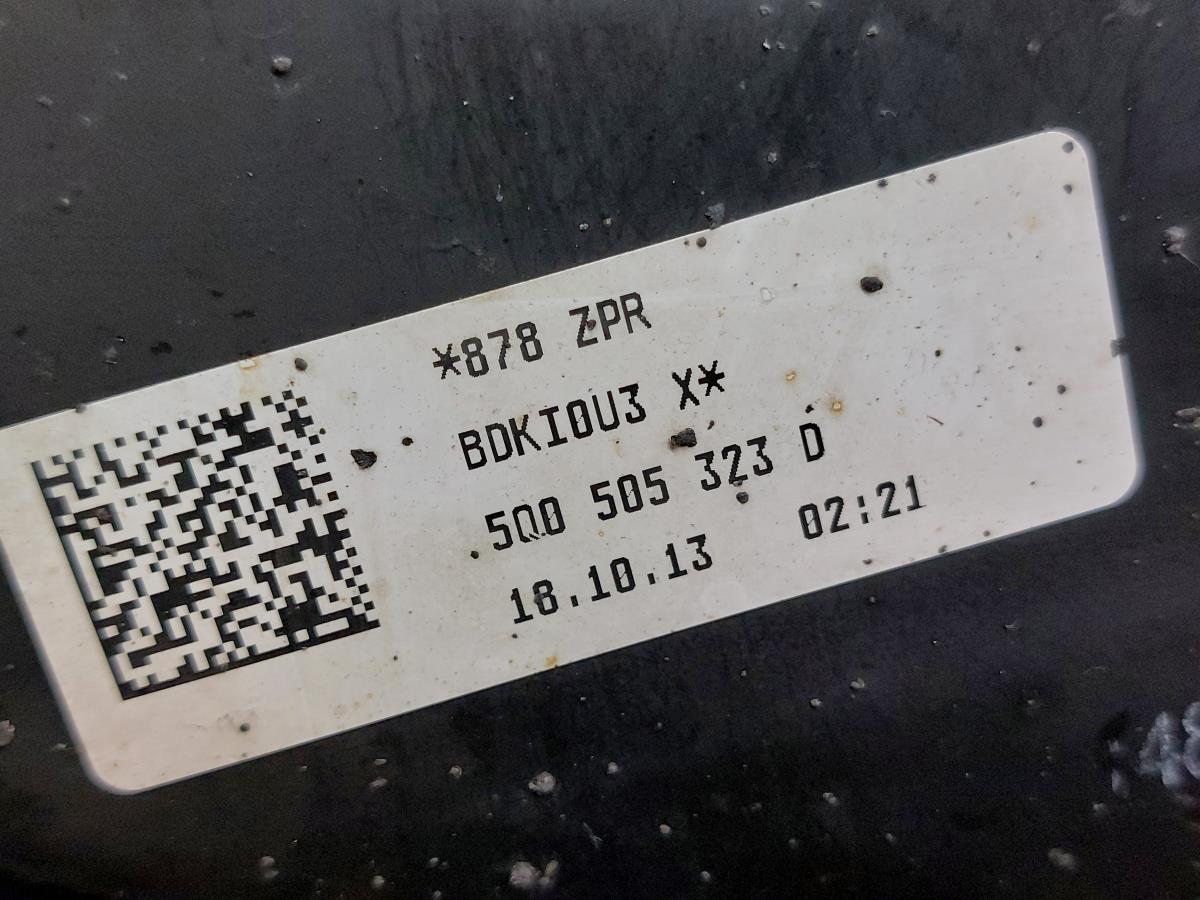 *878 ZPR
BDKI0U3 X*
5Q0 505 323 D
18.10.13 02:21